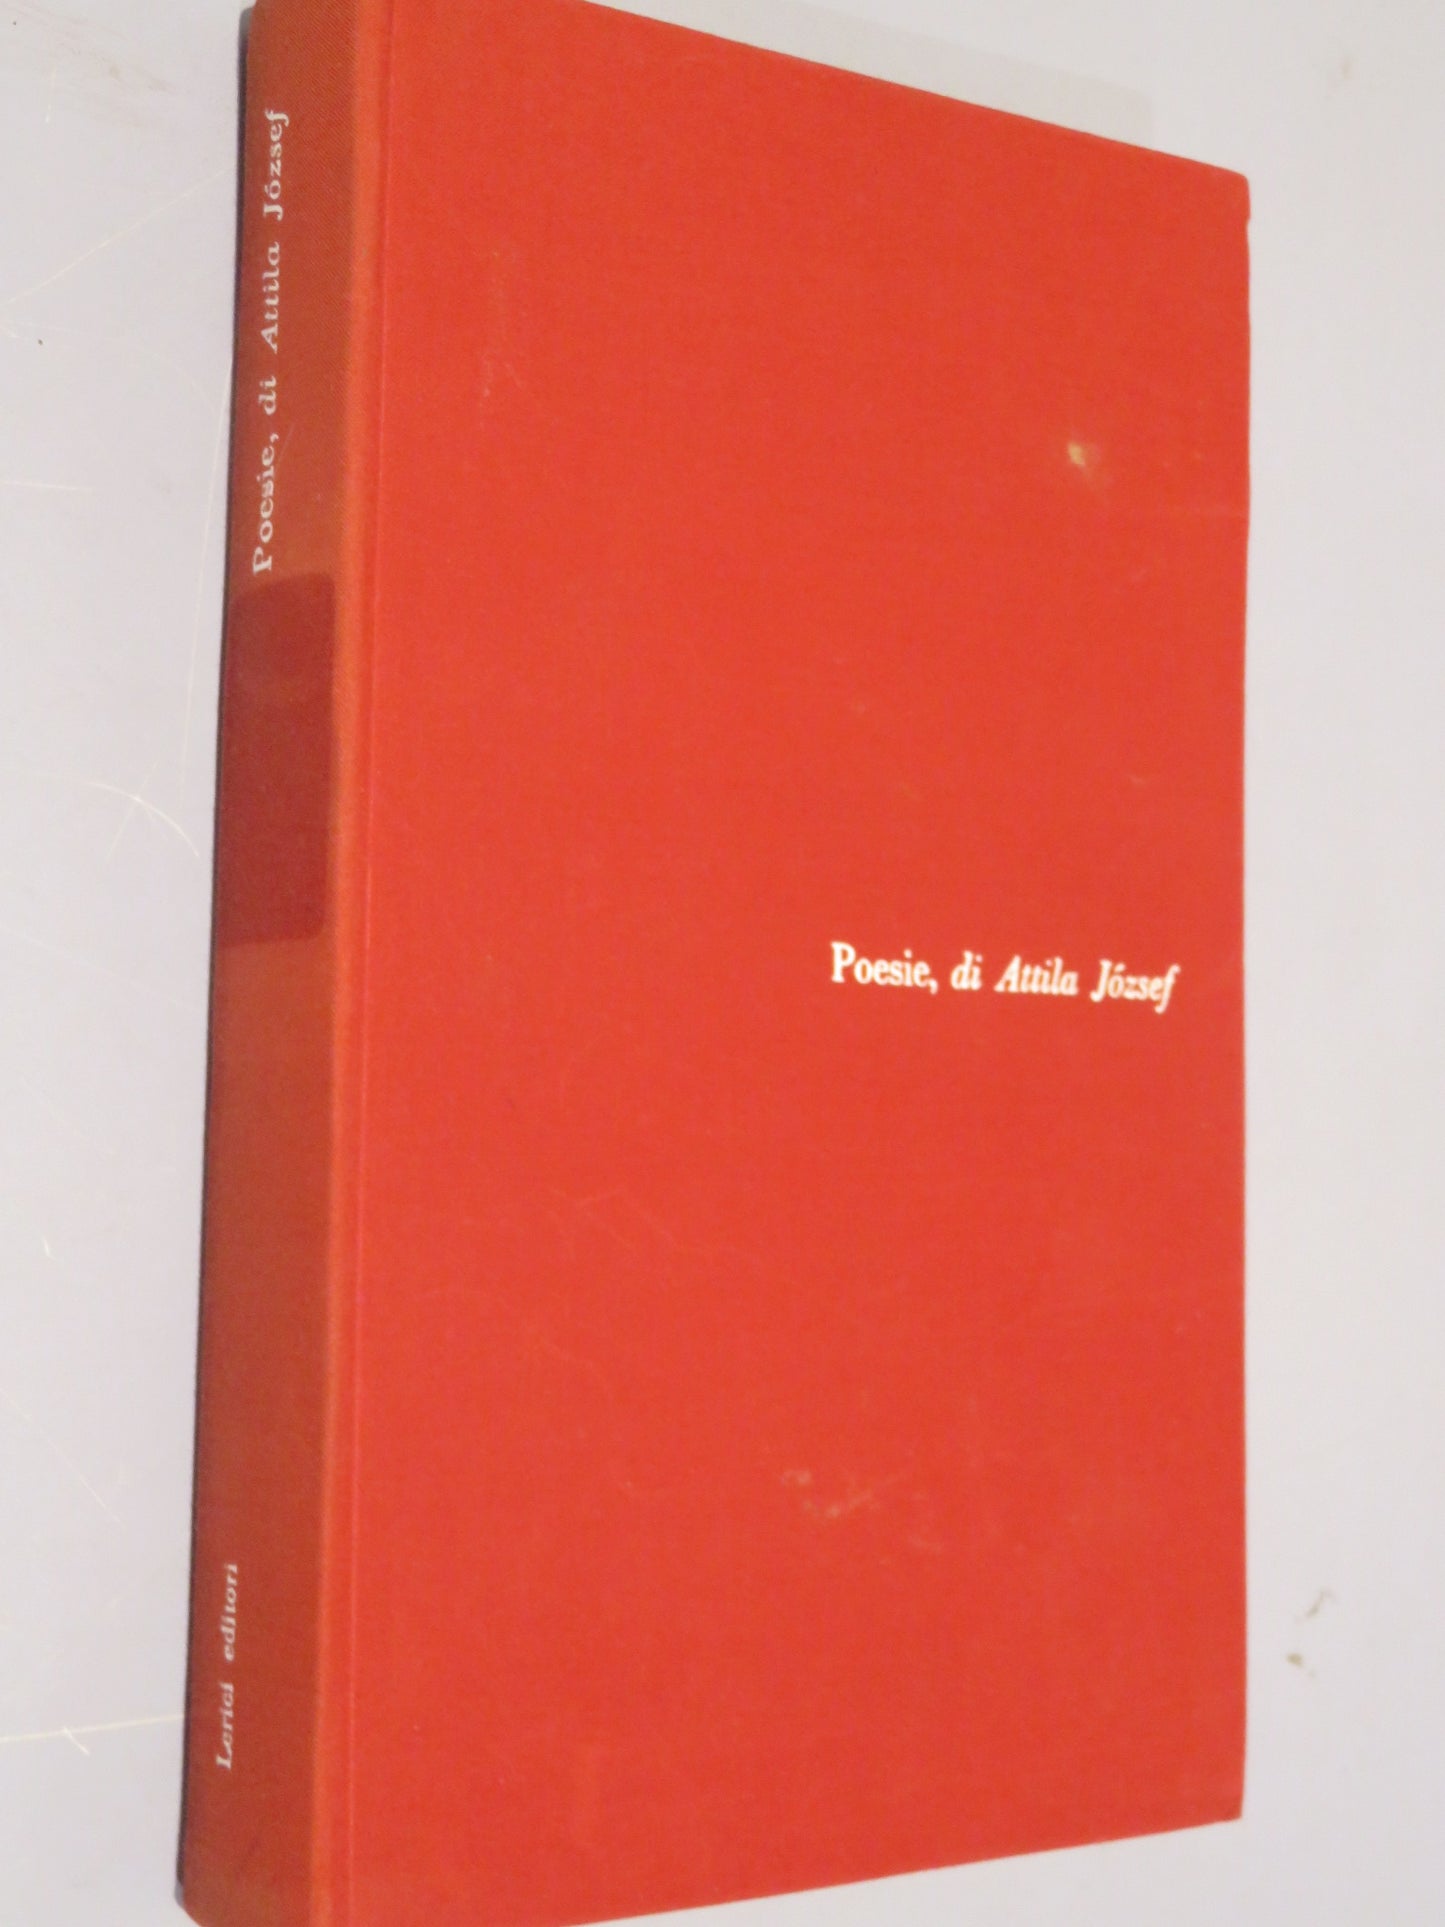 Poesie, di Attila József
Lerici editori
Poesie, di Attila József